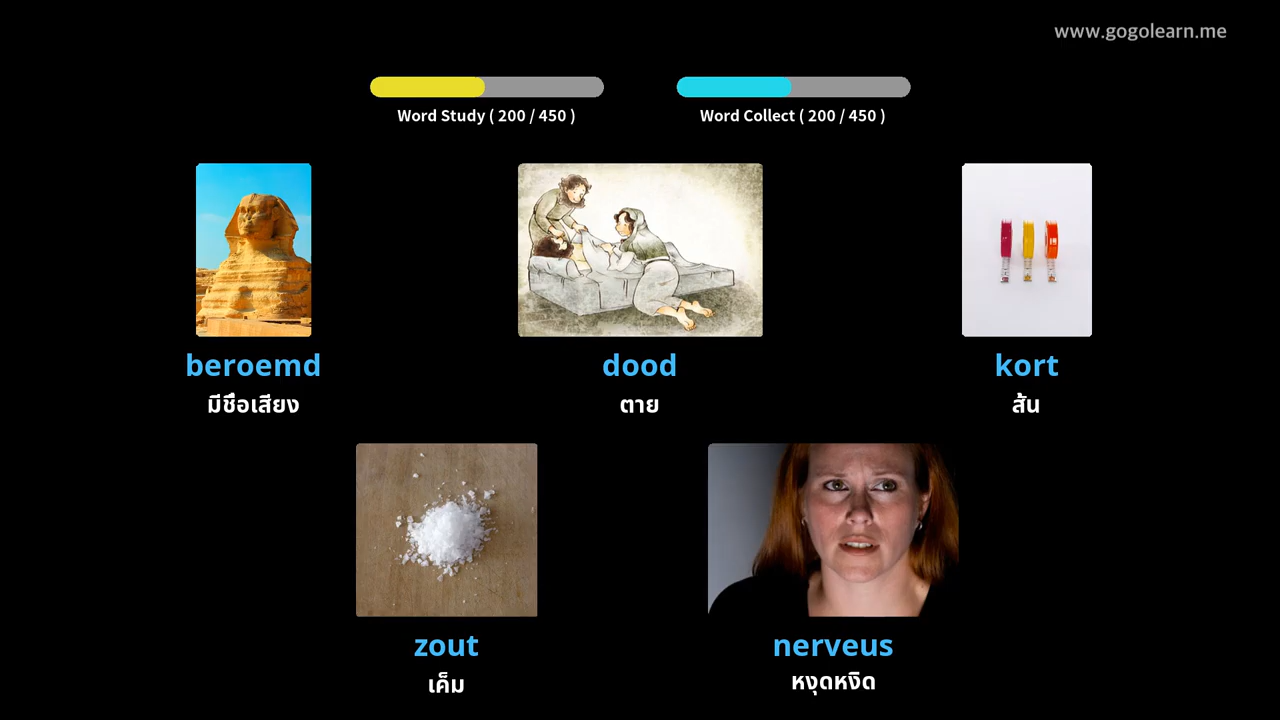 www.gogolearn.me
Word Study ( 200 / 450 )
Word Collect ( 200 / 450 )
beroemd
dood
kort
มีชื่อเสียง
ตาย
ส้น
zout
nerveus
เค็ม
หงุดหงิด